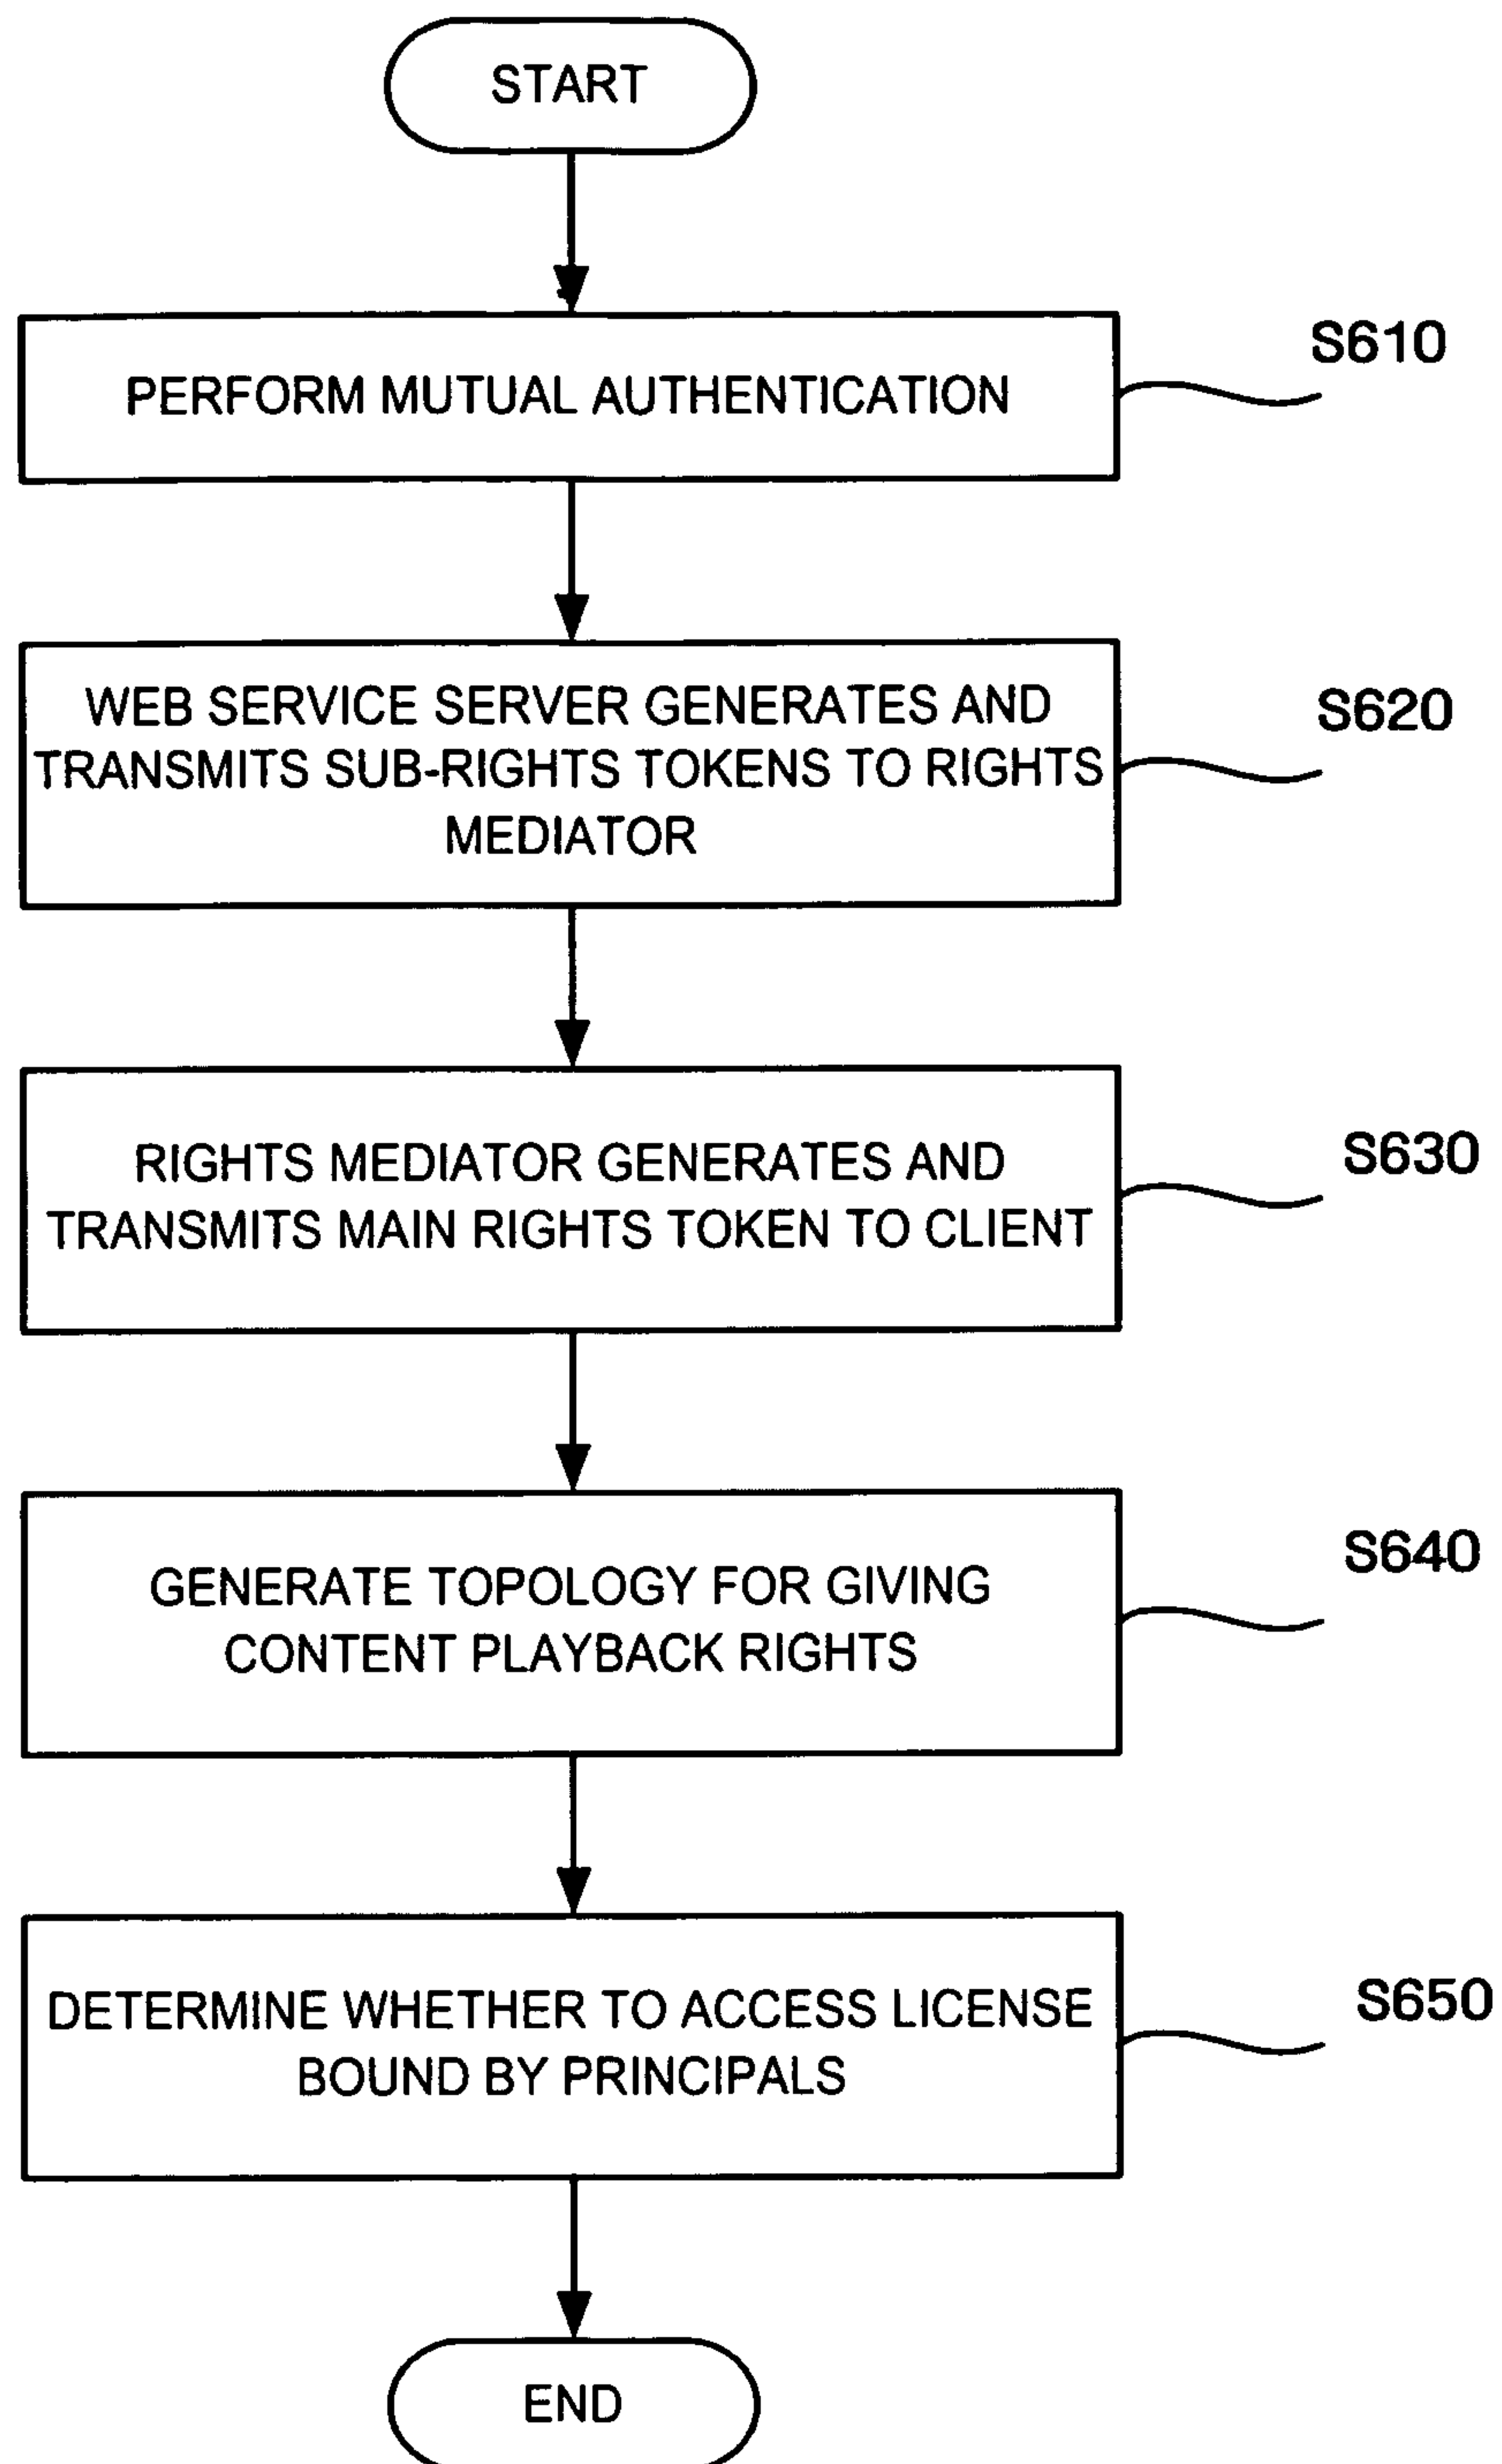 START
PERFORM MUTUAL AUTHENTICATION
S610
WEB SERVICE SERVER GENERATES AND
TRANSMITS SUB-RIGHTS TOKENS TO RIGHTS
MEDIATOR
S620
RIGHTS MEDIATOR GENERATES AND
TRANSMITS MAIN RIGHTS TOKEN TO CLIENT
S630
GENERATE TOPOLOGY FOR GIVING
CONTENT PLAYBACK RIGHTS
S640
DETERMINE WHETHER TO ACCESS LICENSE
BOUND BY PRINCIPALS
S650
END